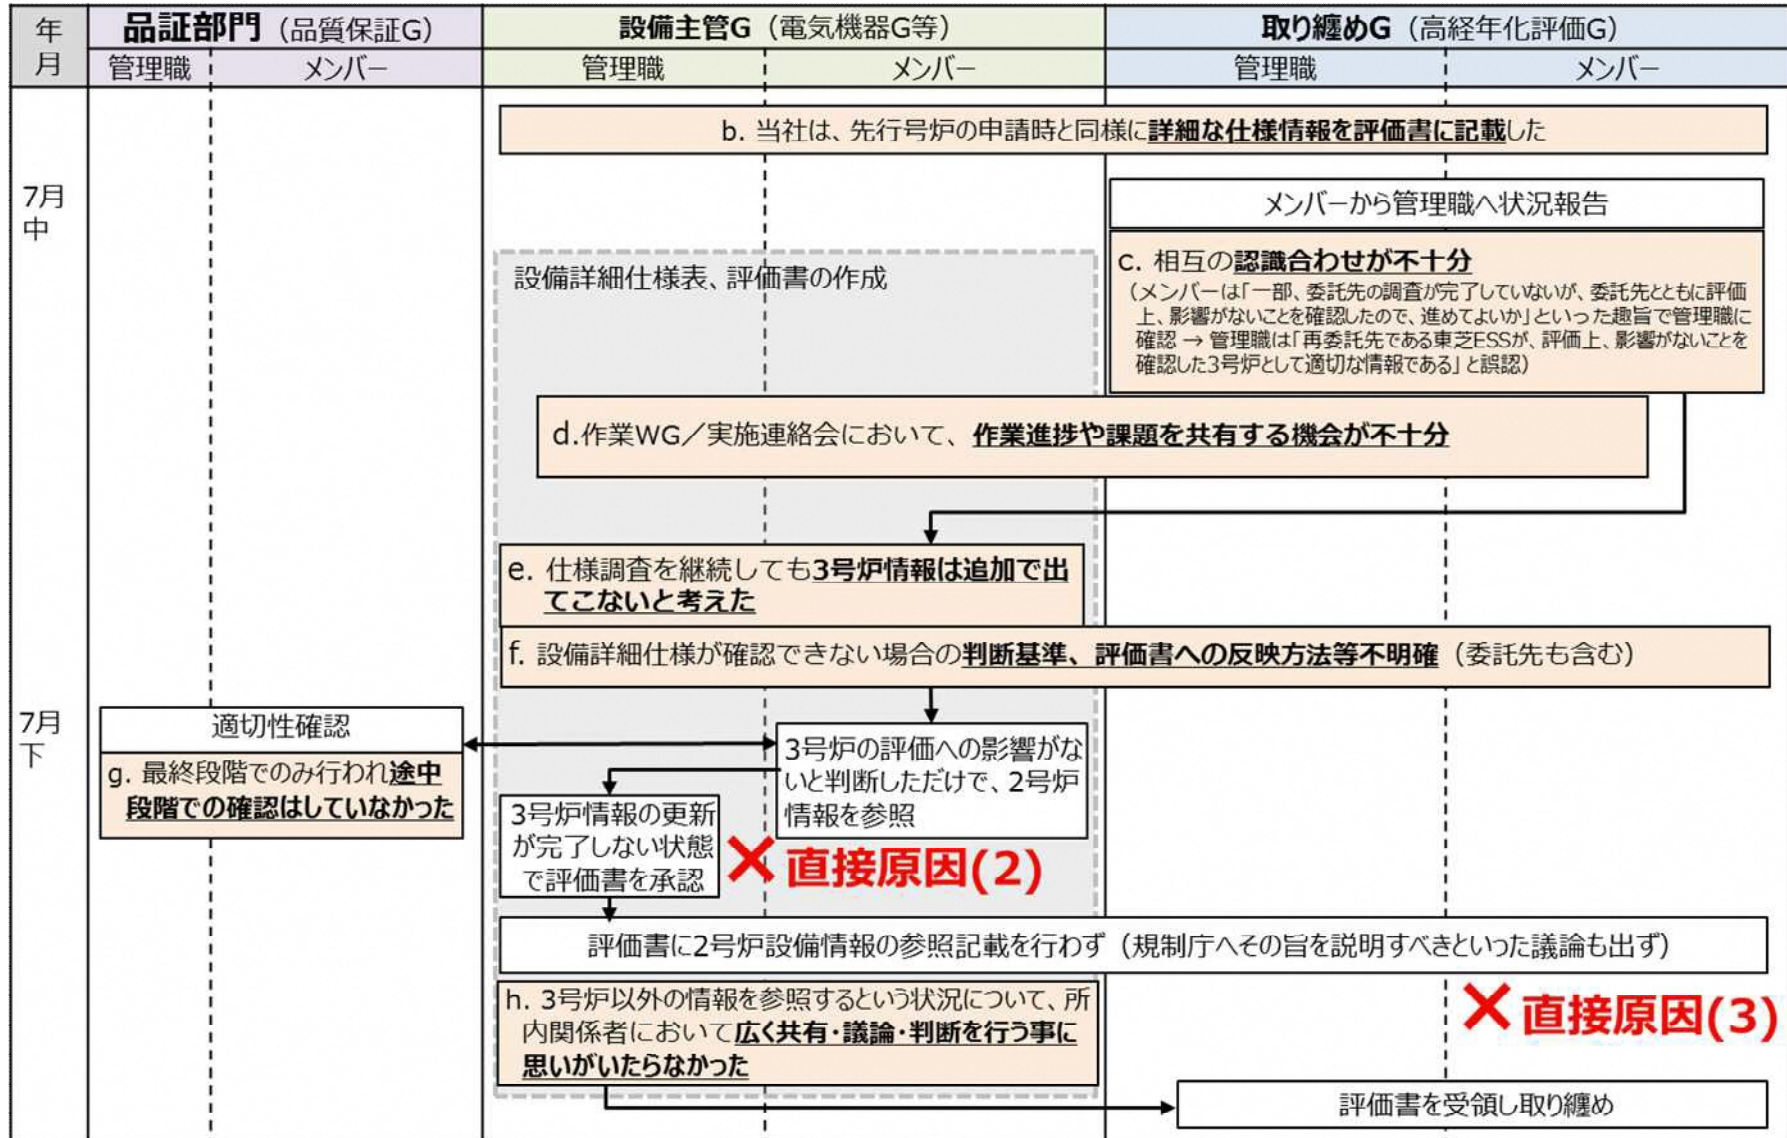 年
月
品証部門（品質保証G）
設備主管G（電気機器G等）
取り纏めG（高経年化評価G）
管理職
メンバー
管理職
メンバー
管理職
メンバー
b. 当社は、先行号炉の申請時と同様に詳細な仕様情報を評価書に記載した
7月
中
メンバーから管理職へ状況報告
c. 相互の認識合わせが不十分
（メンバーは「一部、委託先の調査が完了していないが、委託先とともに評価
上、影響がないことを確認したので、進めてよいか」といった趣旨で管理職に
確認 → 管理職は「再委託先である東芝ESSが、評価上、影響がないことを
確認した3号炉として適切な情報である」と誤認）
設備詳細仕様表、評価書の作成
d.作業WG／実施連絡会において、作業進捗や課題を共有する機会が不十分
e. 仕様調査を継続しても3号炉情報は追加で出
てこないと考えた
f. 設備詳細仕様が確認できない場合の判断基準、評価書への反映方法等不明確（委託先も含む）
7月
下
適切性確認
g. 最終段階でのみ行われ途中
段階での確認はしていなかった
3号炉の評価への影響がな
いと判断しただけで、2号炉
情報を参照
3号炉情報の更新
が完了しない状態
で評価書を承認
✕ 直接原因(2)
評価書に2号炉設備情報の参照記載を行わず（規制庁へその旨を説明すべきといった議論も出ず）
h. 3号炉以外の情報を参照するという状況について、所
内関係者において広く共有・議論・判断を行う事に
思いがいたらなかった
✕ 直接原因(3)
評価書を受領し取り纏め